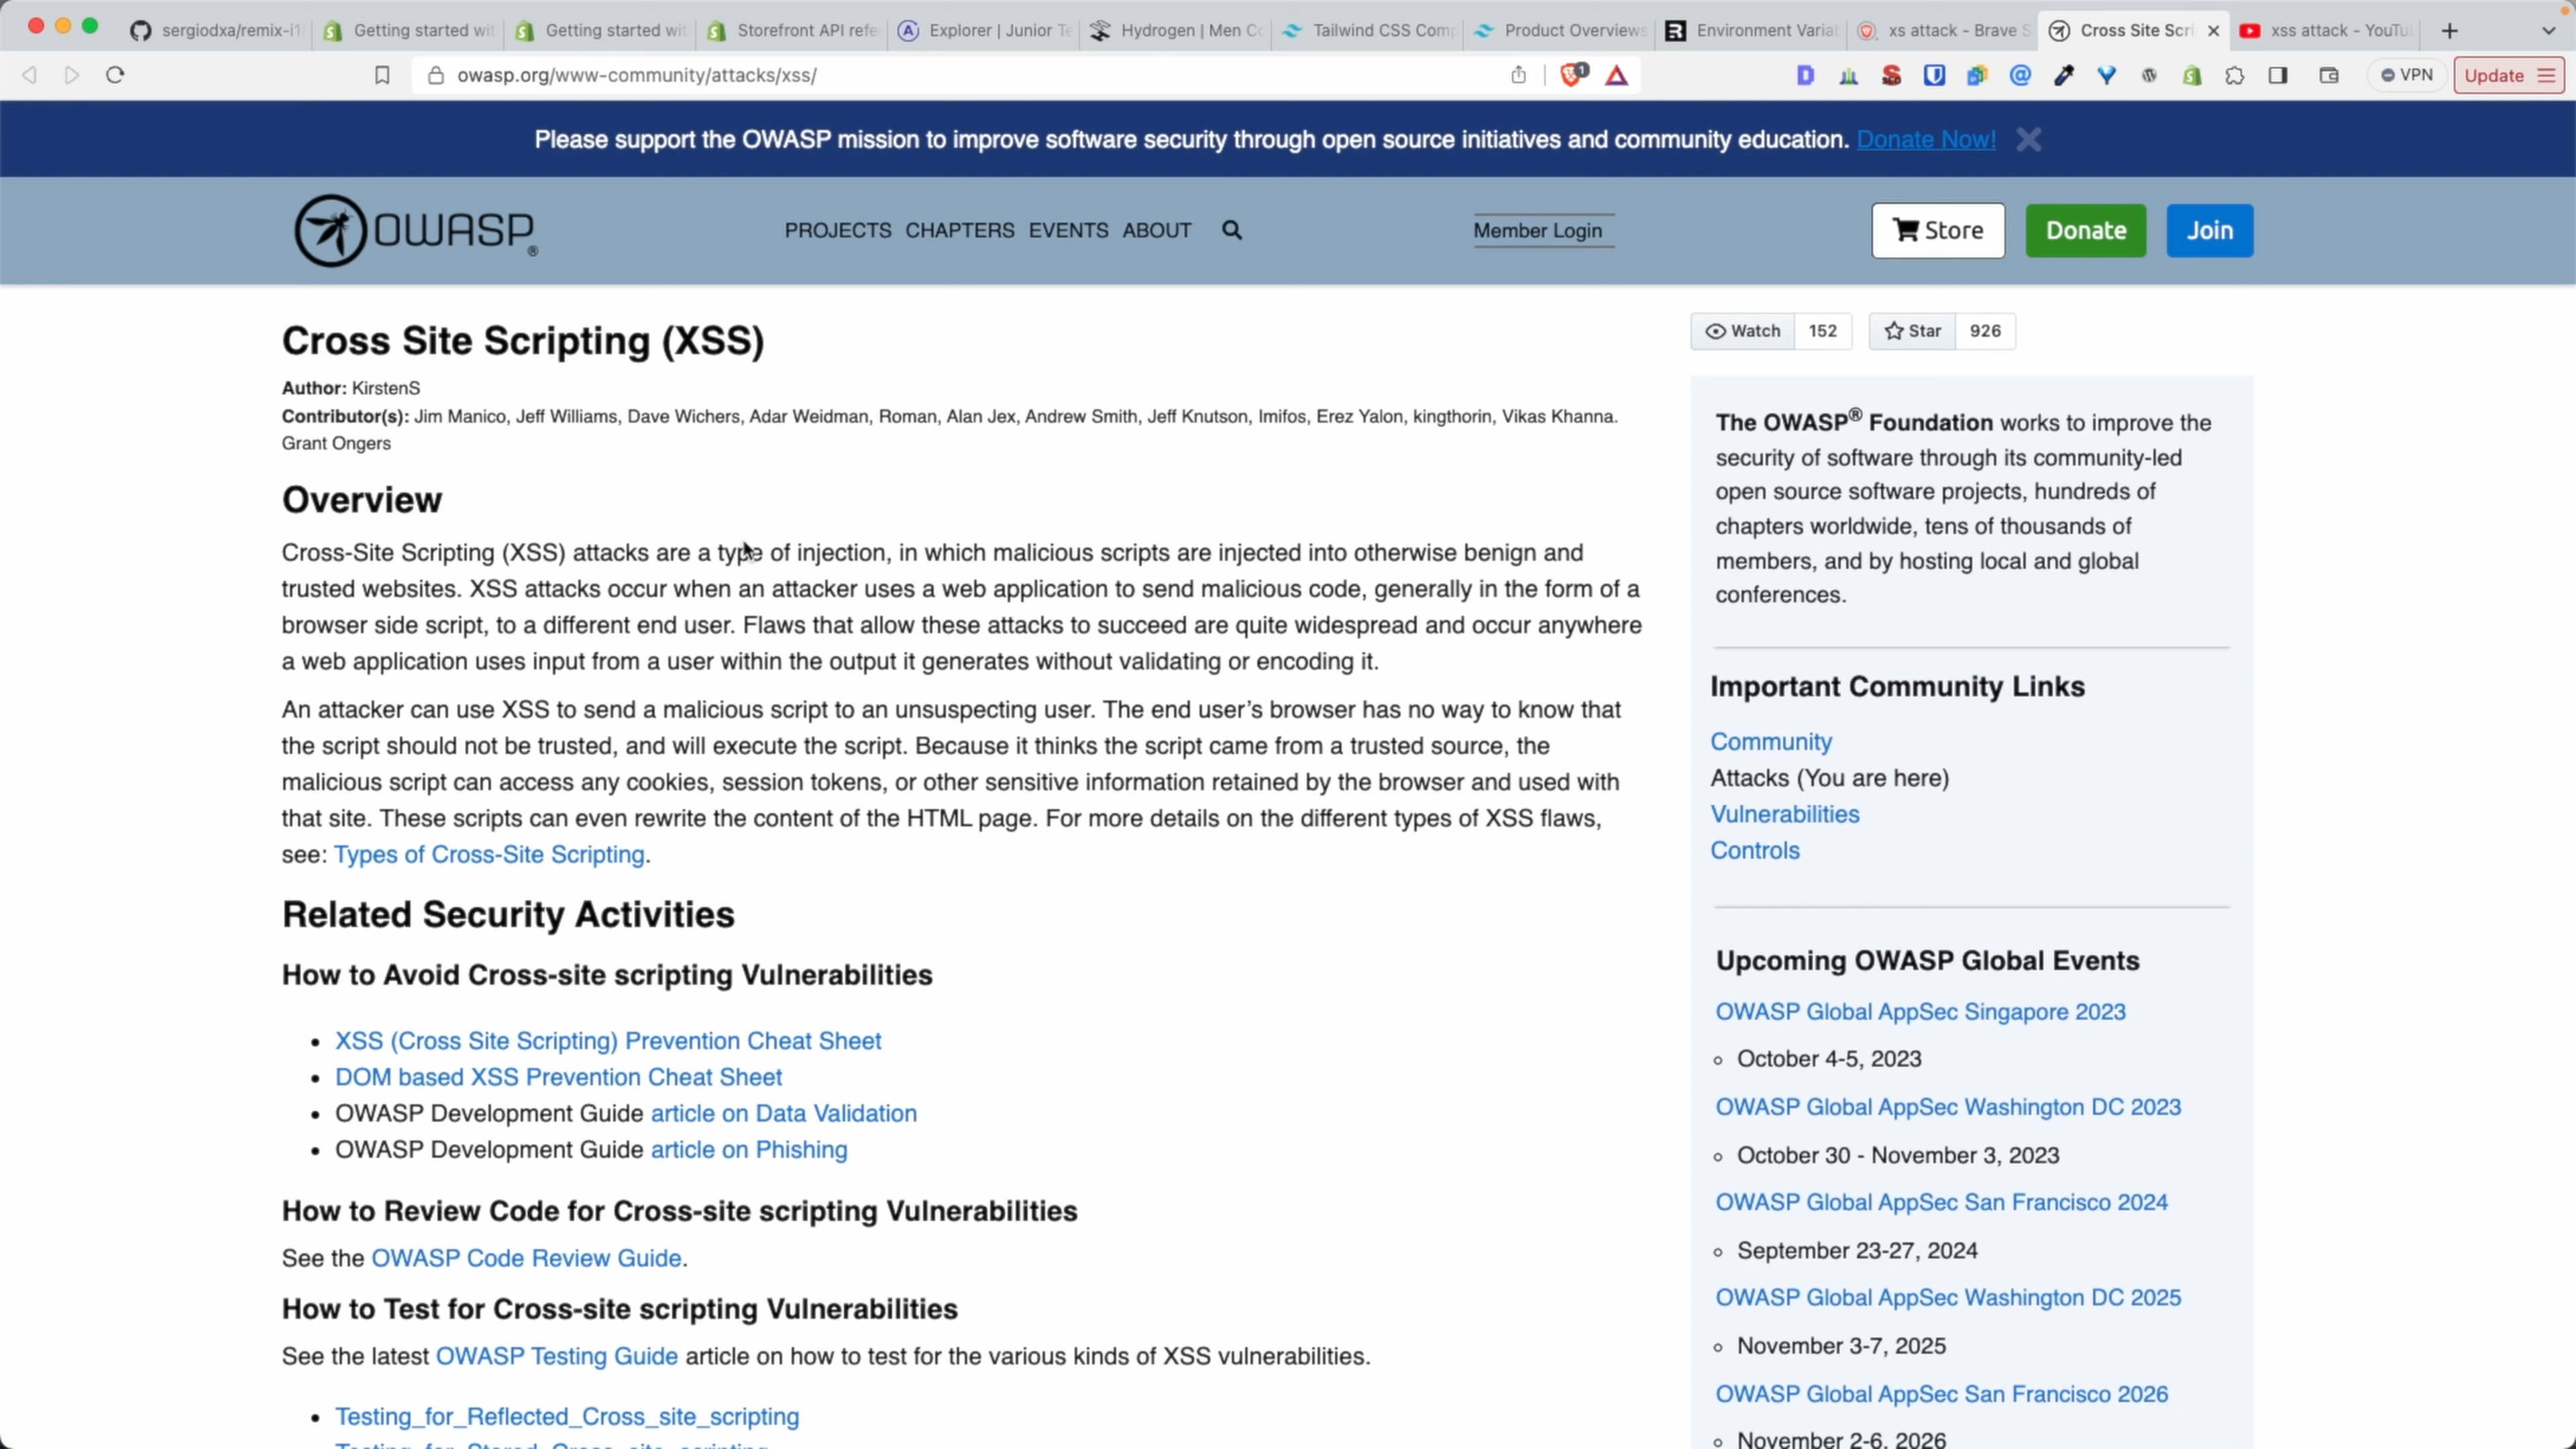 sergiodxa/remix-i1
Getting started wit
Getting started wit
Storefront API refe
Explorer | Junior Te
Hydrogen | Men Co
Tailwind CSS Comp
Product Overviews
Environment Variab
xs attack - Brave S
Cross Site Scri
xss attack - YouTu
owasp.org/www-community/attacks/xss/
1
VPN
Update
Please support the OWASP mission to improve software security through open source initiatives and community education. Donate Now!
OWASP®
PROJECTS CHAPTERS EVENTS ABOUT
Member Login
Store
Donate
Join
Cross Site Scripting (XSS)
Author: KirstenS
Contributor(s): Jim Manico, Jeff Williams, Dave Wichers, Adar Weidman, Roman, Alan Jex, Andrew Smith, Jeff Knutson, Imifos, Erez Yalon, kingthorin, Vikas Khanna.
Grant Ongers
Overview
Cross-Site Scripting (XSS) attacks are a type of injection, in which malicious scripts are injected into otherwise benign and
trusted websites. XSS attacks occur when an attacker uses a web application to send malicious code, generally in the form of a
browser side script, to a different end user. Flaws that allow these attacks to succeed are quite widespread and occur anywhere
a web application uses input from a user within the output it generates without validating or encoding it.
An attacker can use XSS to send a malicious script to an unsuspecting user. The end user’s browser has no way to know that
the script should not be trusted, and will execute the script. Because it thinks the script came from a trusted source, the
malicious script can access any cookies, session tokens, or other sensitive information retained by the browser and used with
that site. These scripts can even rewrite the content of the HTML page. For more details on the different types of XSS flaws,
see: Types of Cross-Site Scripting.
Related Security Activities
How to Avoid Cross-site scripting Vulnerabilities
• XSS (Cross Site Scripting) Prevention Cheat Sheet
• DOM based XSS Prevention Cheat Sheet
• OWASP Development Guide article on Data Validation
• OWASP Development Guide article on Phishing
How to Review Code for Cross-site scripting Vulnerabilities
See the OWASP Code Review Guide.
How to Test for Cross-site scripting Vulnerabilities
See the latest OWASP Testing Guide article on how to test for the various kinds of XSS vulnerabilities.
• Testing_for_Reflected_Cross_site_scripting
Testing_for_Stored_Cross_site_scripting
Watch 152
Star 926
The OWASP® Foundation works to improve the
security of software through its community-led
open source software projects, hundreds of
chapters worldwide, tens of thousands of
members, and by hosting local and global
conferences.
Important Community Links
Community
Attacks (You are here)
Vulnerabilities
Controls
Upcoming OWASP Global Events
OWASP Global AppSec Singapore 2023
October 4-5, 2023
OWASP Global AppSec Washington DC 2023
October 30 - November 3, 2023
OWASP Global AppSec San Francisco 2024
September 23-27, 2024
OWASP Global AppSec Washington DC 2025
November 3-7, 2025
OWASP Global AppSec San Francisco 2026
November 2-6, 2026